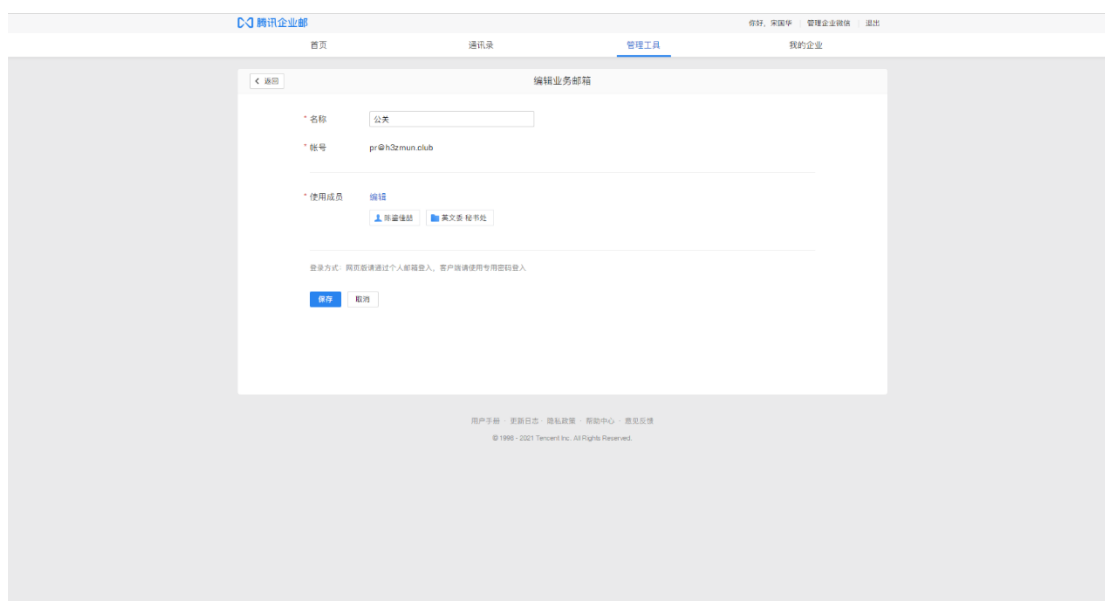 腾讯企业邮
你好，宋国华 | 管理企业微信 | 退出
首页 通讯录 管理工具 我的企业
返回 编辑业务邮箱
* 名称 公关
* 帐号 pr@h3zmun.club
* 使用成员 编辑
英文委 秘书处
登录方式：网页版请通过个人邮箱登入，客户端请使用专用密码登入
保存 取消
用户手册 · 更新日志 · 隐私政策 · 帮助中心 · 意见反馈
© 1998 - 2021 Tencent Inc. All Rights Reserved.